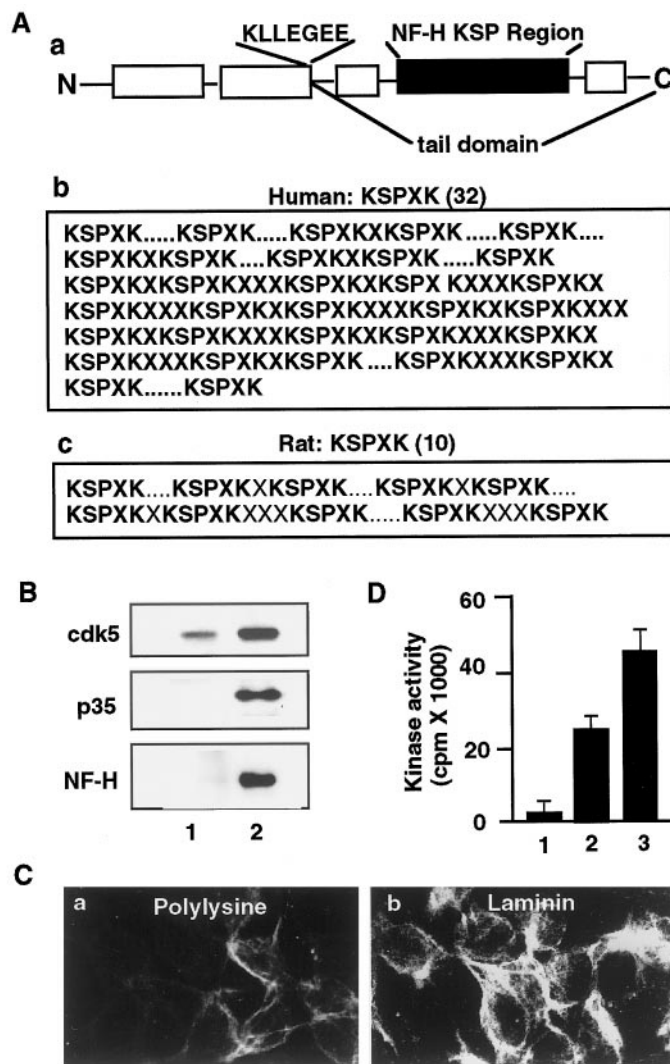 A
a
KLLEGEE
NF-H KSP Region
N
C
tail domain
b
Human: KSPXK (32)
KSPXK.....KSPXK.....KSPXKXKSPXK .....KSPXK....
KSPXKXKSPXK ....KSPXKXKSPXK .....KSPXK
KSPXKXKSPXKXXXKSPXKXKSPX KXXXKSPXKX
KSPXKXXXKSPXKXKSPXKXXXKSPXKXKSPXKXXX
KSPXKXKSPXKXXXKSPXKXKSPXKXXXKSPXKX
KSPXKXXXKSPXKXKSPXK ....KSPXKXXXKSPXKX
KSPXK......KSPXK
c
Rat: KSPXK (10)
KSPXK....KSPXKXKSPXK....KSPXKXKSPXK....
KSPXKXKSPXKXXXKSPXK.....KSPXKXXXKSPXK
B
cdk5
p35
NF-H
1 2
D
Kinase activity
(cpm X 1000)
60
40
20
0
1 2 3
C
a
Polylysine
b
Laminin